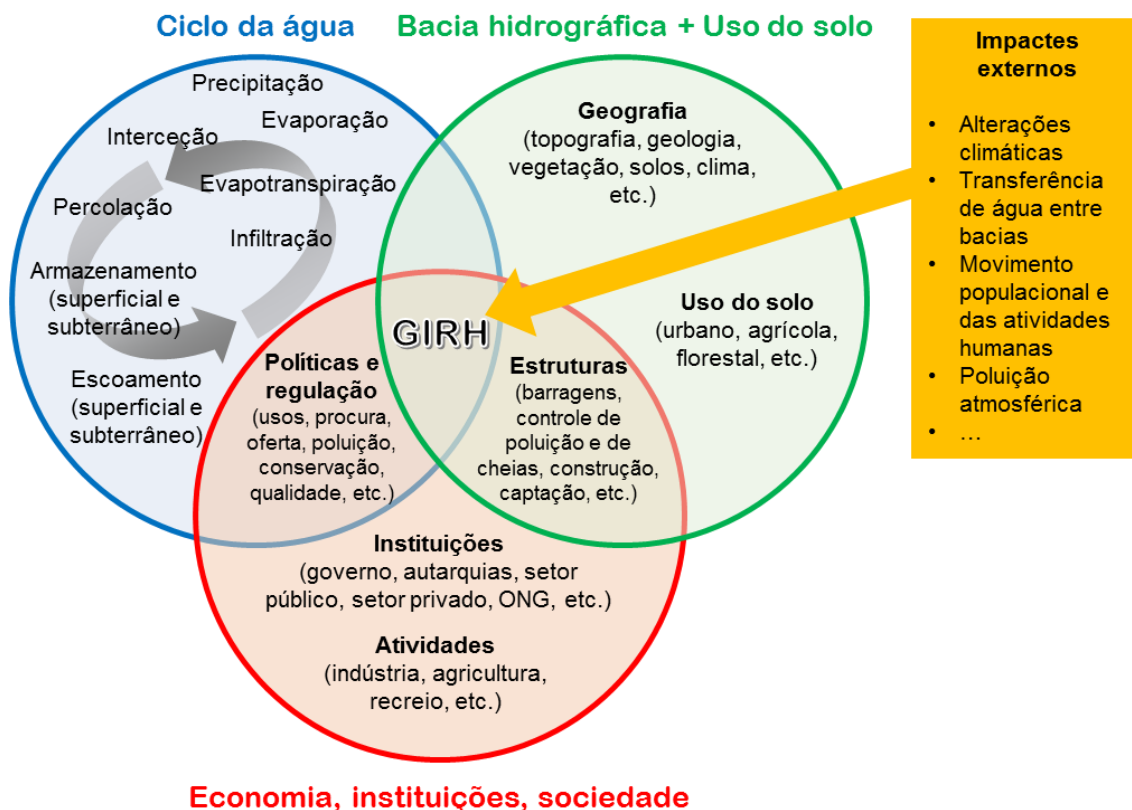 Ciclo da água
Bacia hidrográfica + Uso do solo
Precipitação
Evaporação
Interceção
Evapotranspiração
Percolação
Infiltração
Armazenamento
(superficial e
subterrâneo)
Escoamento
(superficial e
subterrâneo)
Geografia
(topografia, geologia,
vegetação, solos, clima,
etc.)
Uso do solo
(urbano, agrícola,
florestal, etc.)
GIRH
Políticas e
regulação
(usos, procura,
oferta, poluição,
conservação,
qualidade, etc.)
Estruturas
(barragens,
controle de
poluição e de
cheias, construção,
captação, etc.)
Instituições
(governo, autarquias, setor
público, setor privado, ONG, etc.)
Atividades
(indústria, agricultura,
recreio, etc.)
Economia, instituições, sociedade
Impactes
externos
• Alterações
climáticas
• Transferência
de água entre
bacias
• Movimento
populacional e
das atividades
humanas
• Poluição
atmosférica
• …